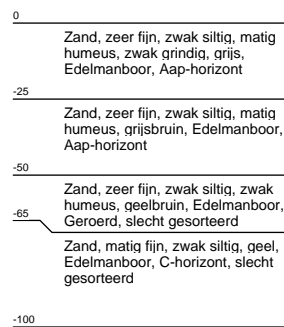 0
Zand, zeer fijn, zwak siltig, matig
humeus, zwak grindig, grijs,
Edelmanboor, Aap-horizont
-25
Zand, zeer fijn, zwak siltig, matig
humeus, grijsbruin, Edelmanboor,
Aap-horizont
-50
Zand, zeer fijn, zwak siltig, zwak
humeus, geelbruin, Edelmanboor,
Geroerd, slecht gesorteerd
-65
Zand, matig fijn, zwak siltig, geel,
Edelmanboor, C-horizont, slecht
gesorteerd
-100